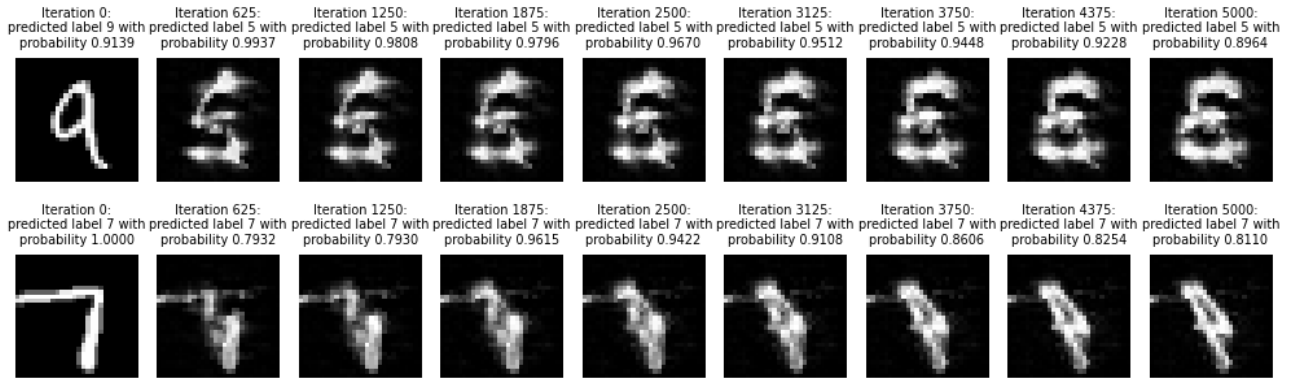 Iteration 0: Iteration 625: Iteration 1250: Iteration 1875: Iteration 2500: Iteration 3125: Iteration 3750: Iteration 4375: Iteration 5000:
predicted label 9 with predicted label 5 with predicted label 5 with predicted label 5 with predicted label 5 with predicted label 5 with predicted label 5 with predicted label 5 with predicted label 5 with
probability 0.9139 probability 0.9937 probability 0.9808 probability 0.9796 probability 0.9670 probability 0.9512 probability 0.9448 probability 0.9228 probability 0.8964
Iteration 0: Iteration 625: Iteration 1250: Iteration 1875: Iteration 2500: Iteration 3125: Iteration 3750: Iteration 4375: Iteration 5000:
predicted label 7 with predicted label 7 with predicted label 7 with predicted label 7 with predicted label 7 with predicted label 7 with predicted label 7 with predicted label 7 with predicted label 7 with
probability 1.0000 probability 0.7932 probability 0.7930 probability 0.9615 probability 0.9422 probability 0.9108 probability 0.8606 probability 0.8254 probability 0.8110